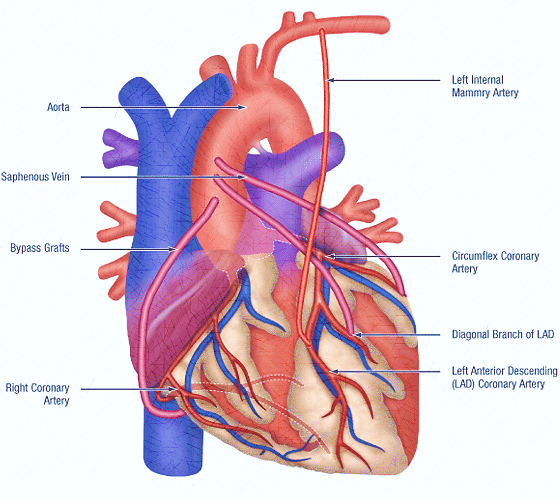 Left Internal
Mammry Artery
Aorta
Saphenous Vein
Bypass Grafts
Circumflex Coronary
Artery
Diagonal Branch of LAD
Left Anterior Descending
(LAD) Coronary Artery
Right Coronary
Artery